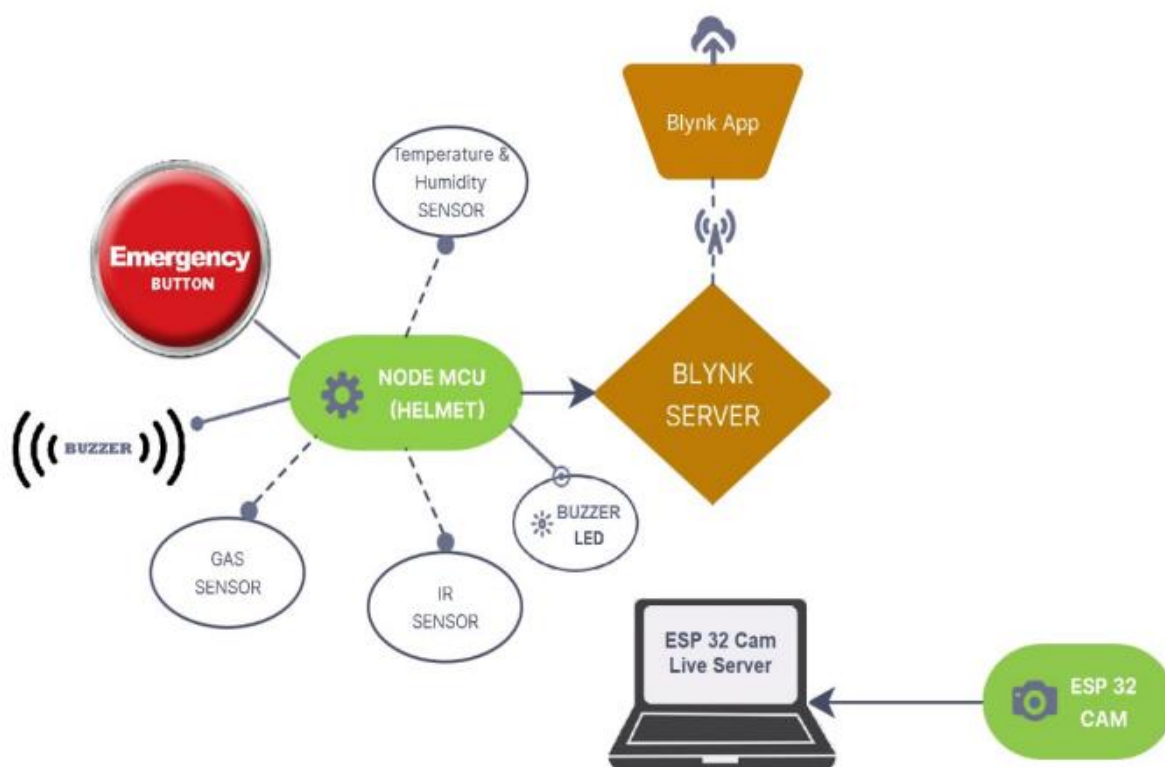 Blynk App
Temperature &
Humidity
SENSOR
Emergency
BUTTON
NODE MCU
(HELMET)
BLYNK
SERVER
BUZZER
BUZZER
LED
GAS
SENSOR
IR
SENSOR
ESP 32 Cam
Live Server
ESP 32
CAM